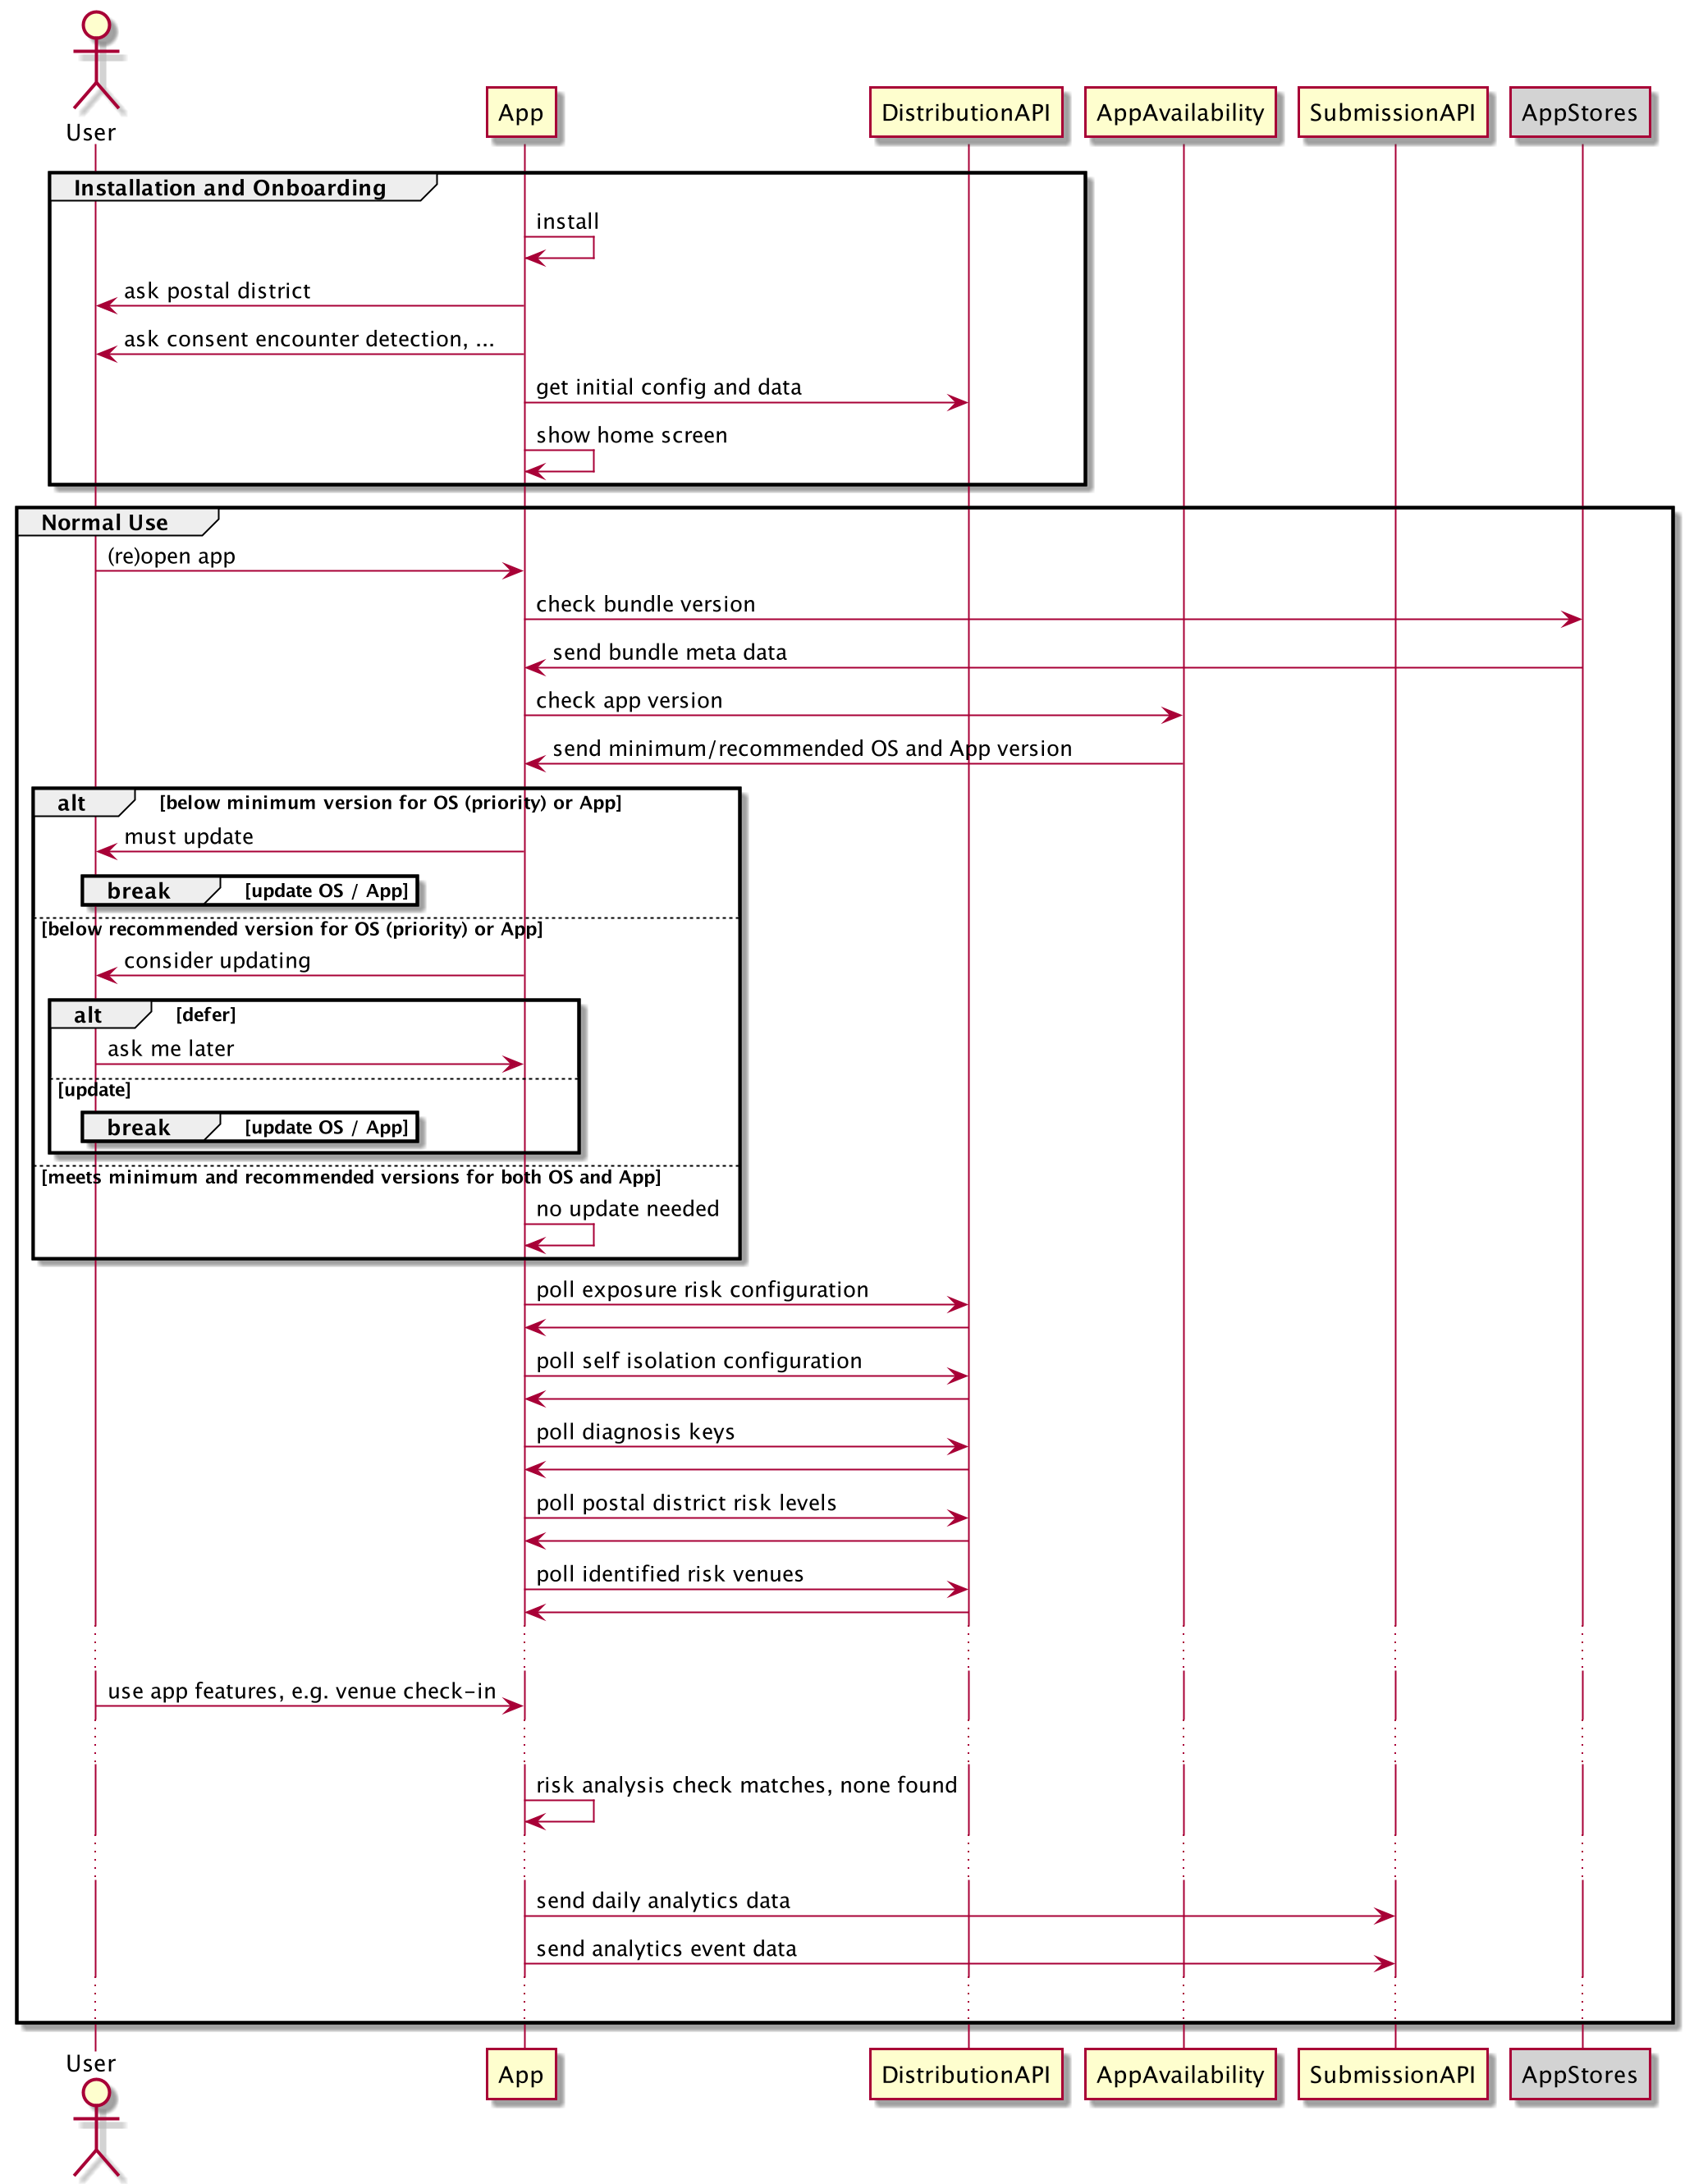 User
App
DistributionAPI
AppAvailability
SubmissionAPI
AppStores
Installation and Onboarding
install
ask postal district
ask consent encounter detection, ...
get initial config and data
show home screen
Normal Use
(re)open app
check bundle version
send bundle meta data
check app version
send minimum/recommended OS and App version
alt [below minimum version for OS (priority) or App]
must update
break [update OS / App]
[below recommended version for OS (priority) or App]
consider updating
alt [defer]
ask me later
[update]
break [update OS / App]
[meets minimum and recommended versions for both OS and App]
no update needed
poll exposure risk configuration
poll self isolation configuration
poll diagnosis keys
poll postal district risk levels
poll identified risk venues
use app features, e.g. venue check-in
risk analysis check matches, none found
send daily analytics data
send analytics event data
User
App
DistributionAPI
AppAvailability
SubmissionAPI
AppStores